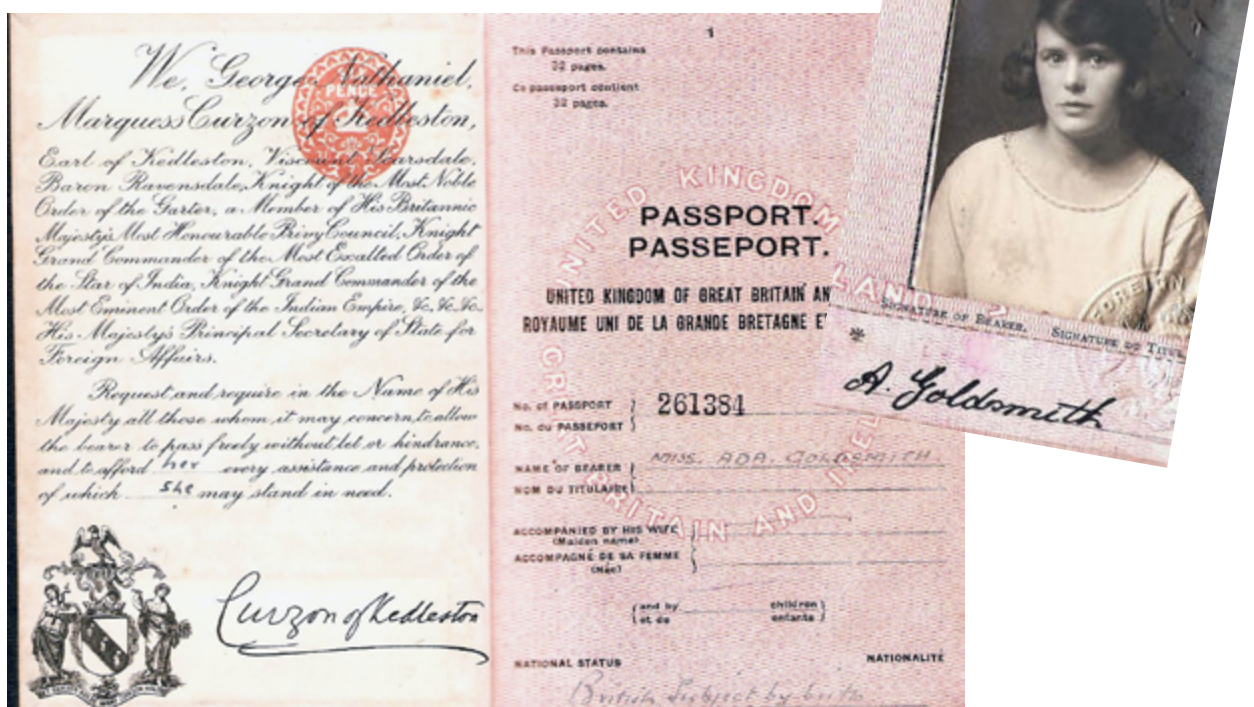 We, George Nathaniel,
Marquess Curzon of Kedleston,
Earl of Kedleston, Viscount Scarsdale,
Baron Ravensdale, Knight of the Most Noble
Order of the Garter, a Member of His Britannic
Majesty's Most Honourable Privy Council, Knight
Grand Commander of the Most Exalted Order of
the Star of India, Knight Grand Commander of the
Most Eminent Order of the Indian Empire, &c. &c. &c.
His Majesty's Principal Secretary of State for
Foreign Affairs.
Request and require in the Name of His
Majesty all those whom it may concern to allow
the bearer to pass freely without let or hindrance,
and to afford her every assistance and protection
of which she may stand in need.
Curzon of Kedleston
PENCE
2
1
This Passport contains
32 pages.
Ce passeport contient
32 pages.
UNITED KINGDOM
GREAT BRITAIN AND IREL
PASSPORT.
PASSEPORT.
UNITED KINGDOM OF GREAT BRITAIN AN
ROYAUME UNI DE LA GRANDE BRETAGNE E
No. of PASSPORT
No. du PASSEPORT
261384
NAME OF BEARER
NOM DU TITULAIRE
MISS. ADA. GOLDSMITH.
ACCOMPANIED BY HIS WIFE
(Maiden name)
ACCOMPAGNÉ DE SA FEMME
(Née)
and by children
et de enfants
NATIONAL STATUS NATIONALITÉ
British Subject by birth
LAND
FOREIGN
SIGNATURE OF BEARER. SIGNATURE DU TITUL
*
A. Goldsmith